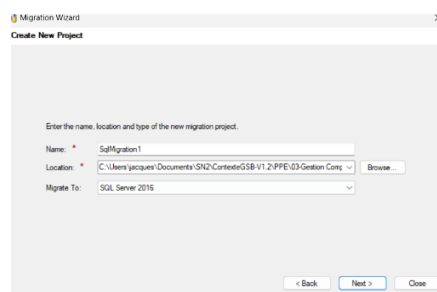 Migration Wizard
Create New Project
Enter the name, location and type of the new migration project.
Name: * SqlMigration1
Location: * C:\Users\jacques\Documents\SN2\ContexteGSB-V1.2\PPE\03-Gestion Comp Browse...
Migrate To: SQL Server 2016
< Back Next > Close